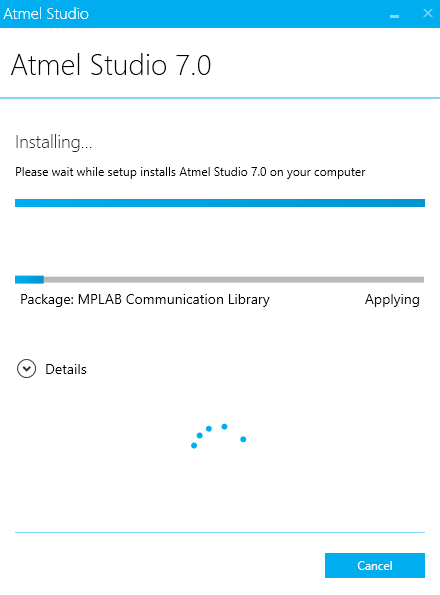 Atmel Studio
Atmel Studio 7.0
Installing...
Please wait while setup installs Atmel Studio 7.0 on your computer
Package: MPLAB Communication Library Applying
Details
Cancel